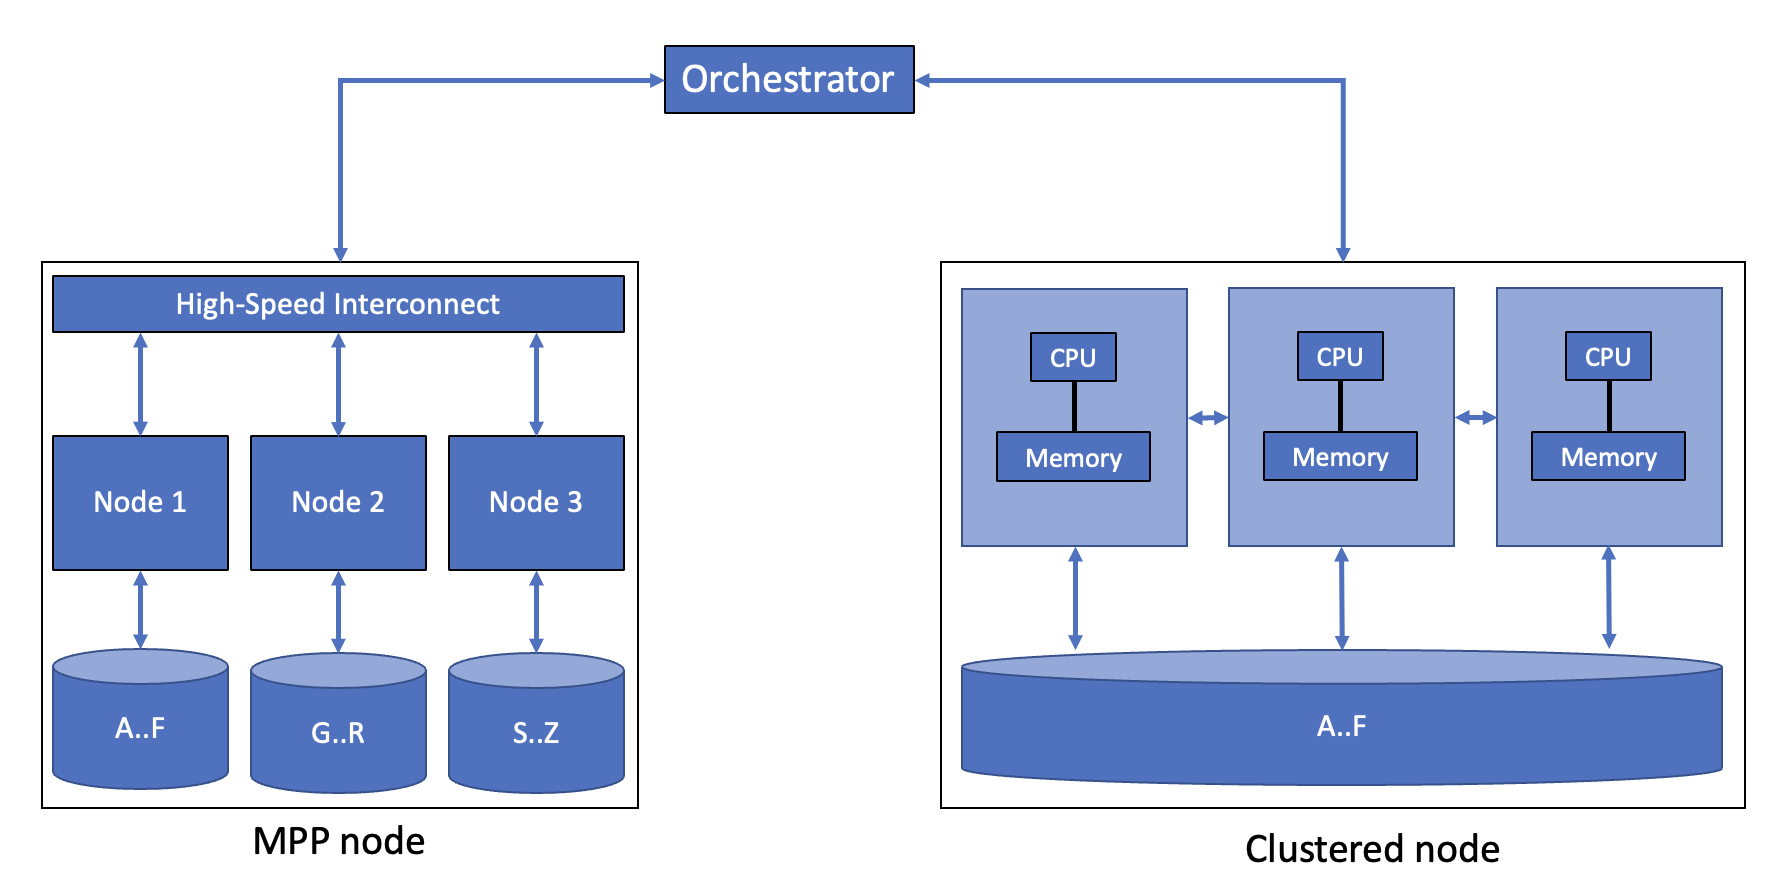 Orchestrator
High-Speed Interconnect
Node 1
Node 2
Node 3
A..F
G..R
S..Z
MPP node
CPU
Memory
CPU
Memory
CPU
Memory
A..F
Clustered node